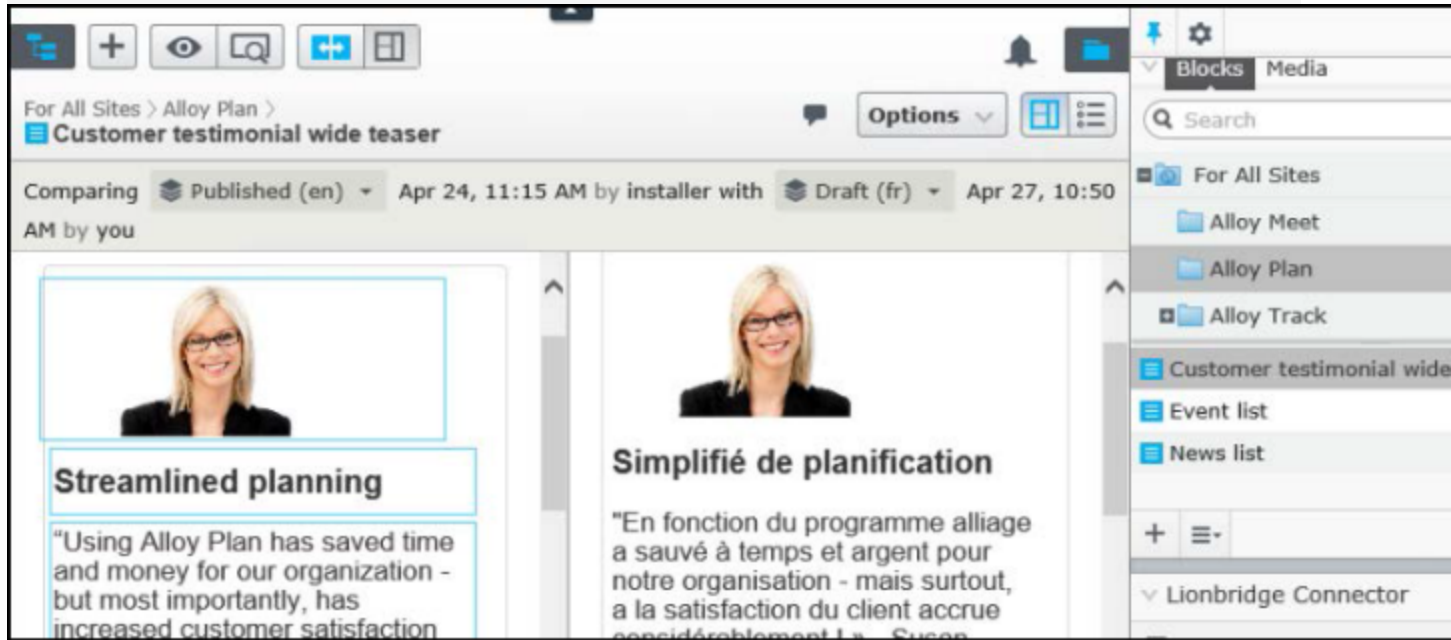 For All Sites > Alloy Plan >
Customer testimonial wide teaser
Options
Comparing Published (en) Apr 24, 11:15 AM by installer with Draft (fr) Apr 27, 10:50
AM by you
Streamlined planning
“Using Alloy Plan has saved time
and money for our organization -
but most importantly, has
increased customer satisfaction
Simplifié de planification
"En fonction du programme alliage
a sauvé à temps et argent pour
notre organisation - mais surtout,
a la satisfaction du client accrue
considérablement ! » - Susan
Blocks Media
Search
For All Sites
Alloy Meet
Alloy Plan
Alloy Track
Customer testimonial wide
Event list
News list
Lionbridge Connector